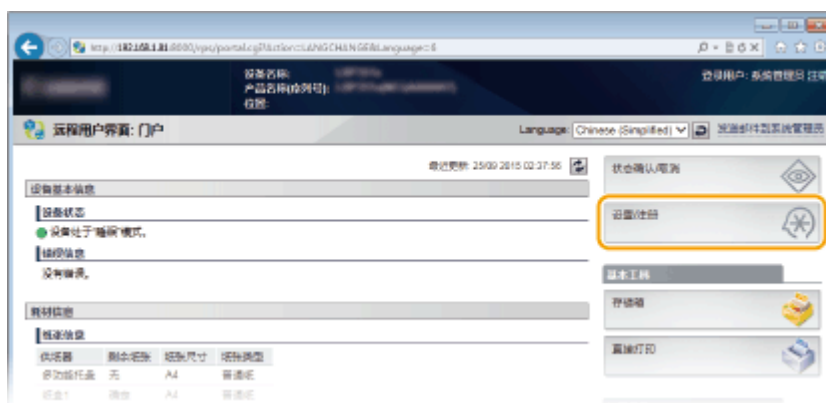 http://192.168.1.81:8000/rps/portal.cgi?Action=LANGCHANGE&Language=6
设备名称:
产品名称(序列号):
位置:
登录用户: 系统管理员 注销
远程用户界面: 门户
Language: Chinese (Simplified)
发送邮件到系统管理员
最近更新: 25/09 2015 02:37:56
设备基本信息
设备状态
设备处于"睡眠"模式。
错误信息
没有错误。
耗材信息
纸张信息
供纸器 剩余纸张 纸张尺寸 纸张类型
多功能托盘 无 A4 普通纸
纸盒1 确定 A4 普通纸
状态确认/取消
设置/注册
基本工具
存储箱
直接打印